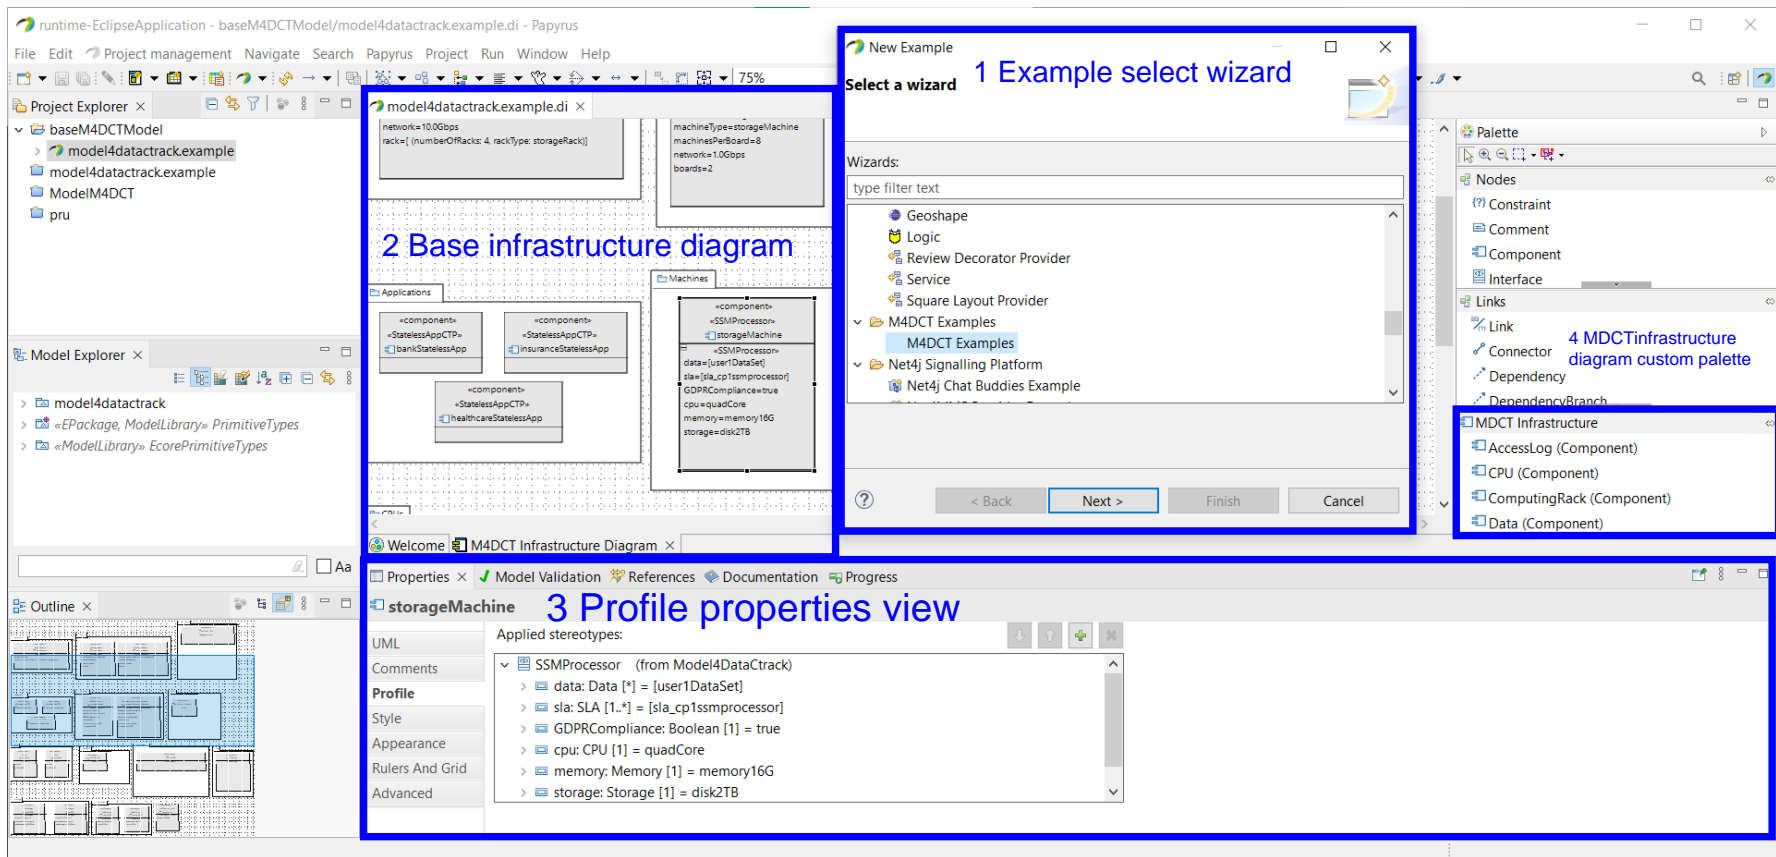 runtime-EclipseApplication - baseM4DCTModel/model4datactrack.example.di - Papyrus
File Edit Project management Navigate Search Papyrus Project Run Window Help
75%
Project Explorer
baseM4DCTModel
model4datactrack.example
model4datactrack.example
ModelM4DCT
pru
Model Explorer
model4datactrack
«EPackage, ModelLibrary» PrimitiveTypes
«ModelLibrary» EcorePrimitiveTypes
Aa
Outline
model4datactrack.example.di
network=10.0Gbps
rack=[ (numberOfRacks: 4, rackType: storageRack)]
machineType=storageMachine
machinesPerBoard=8
network=1.0Gbps
boards=2
2 Base infrastructure diagram
Applications
«component»
«StatelessAppCTP»
bankStatelessApp
«component»
«StatelessAppCTP»
insuranceStatelessApp
«component»
«StatelessAppCTP»
healthcareStatelessApp
Machines
«component»
«SSMProcessor»
storageMachine
«SSMProcessor»
data=[user1DataSet]
sla=[sla_cp1ssmprocessor]
GDPRCompliance=true
cpu=quadCore
memory=memory16G
storage=disk2TB
CPUs
Welcome
M4DCT Infrastructure Diagram
New Example
1 Example select wizard
Select a wizard
Wizards:
type filter text
Geoshape
Logic
Review Decorator Provider
Service
Square Layout Provider
M4DCT Examples
M4DCT Examples
Net4j Signalling Platform
Net4j Chat Buddies Example
< Back
Next >
Finish
Cancel
Palette
Nodes
Constraint
Comment
Component
Interface
Links
Link
Connector
Dependency
DependencyBranch
4 MDCTinfrastructure
diagram custom palette
MDCT Infrastructure
AccessLog (Component)
CPU (Component)
ComputingRack (Component)
Data (Component)
Properties
Model Validation
References
Documentation
Progress
storageMachine
3 Profile properties view
UML
Comments
Profile
Style
Appearance
Rulers And Grid
Advanced
Applied stereotypes:
SSMProcessor (from Model4DataCtrack)
data: Data [*] = [user1DataSet]
sla: SLA [1..*] = [sla_cp1ssmprocessor]
GDPRCompliance: Boolean [1] = true
cpu: CPU [1] = quadCore
memory: Memory [1] = memory16G
storage: Storage [1] = disk2TB